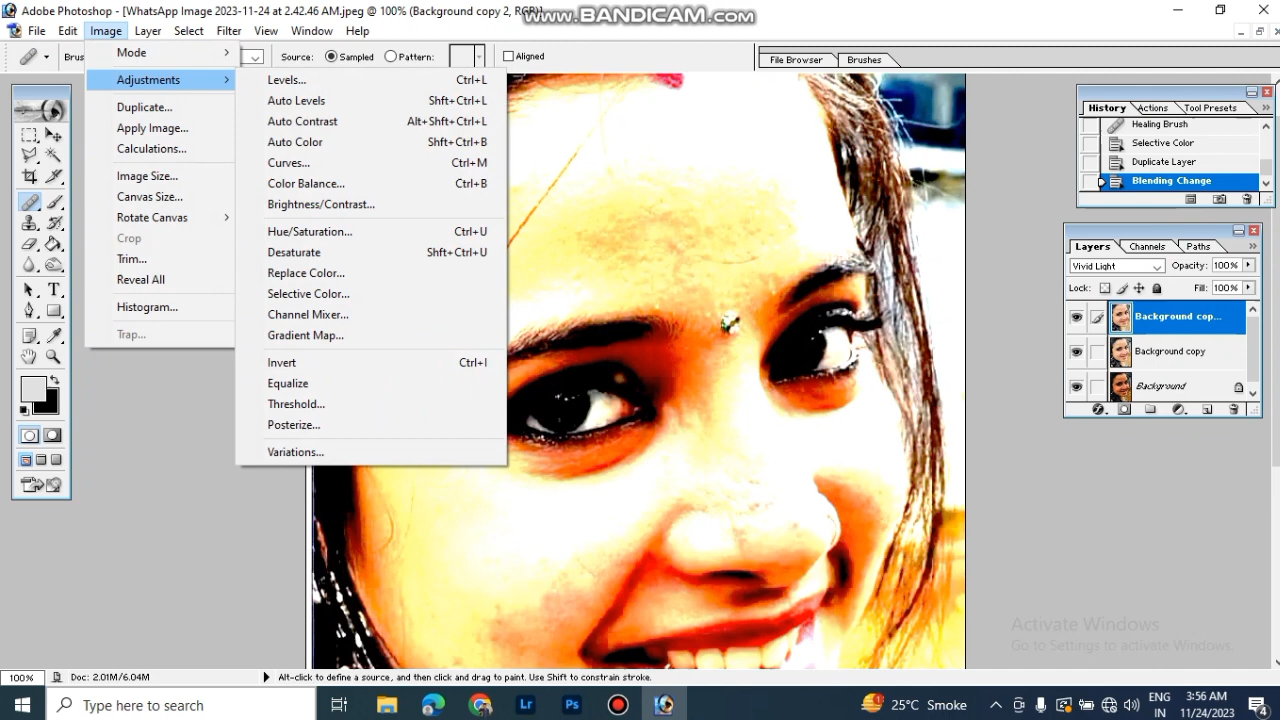 Adobe Photoshop - [WhatsApp Image 2023-11-24 at 2.42.46 AM.jpeg @ 100% (Background copy 2, RGB)]
www.BANDICAM.com
File Edit Image Layer Select Filter View Window Help
Source: Sampled Pattern: Aligned
File Browser Brushes
Mode
Adjustments
Duplicate...
Apply Image...
Calculations...
Image Size...
Canvas Size...
Rotate Canvas
Crop
Trim...
Reveal All
Histogram...
Trap...
Levels... Ctrl+L
Auto Levels Shft+Ctrl+L
Auto Contrast Alt+Shft+Ctrl+L
Auto Color Shft+Ctrl+B
Curves... Ctrl+M
Color Balance... Ctrl+B
Brightness/Contrast...
Hue/Saturation... Ctrl+U
Desaturate Shft+Ctrl+U
Replace Color...
Selective Color...
Channel Mixer...
Gradient Map...
Invert Ctrl+I
Equalize
Threshold...
Posterize...
Variations...
History Actions Tool Presets
Healing Brush
Selective Color
Duplicate Layer
Blending Change
Layers Channels Paths
Vivid Light Opacity: 100%
Lock: Fill: 100%
Background cop...
Background copy
Background
Activate Windows
Go to Settings to activate Windows.
100% Doc: 2.01M/6.04M Alt-click to define a source, and then click and drag to paint. Use Shift to constrain stroke.
Type here to search
Lr
Ps
1
25°C Smoke
ENG
IN
3:56 AM
11/24/2023
4